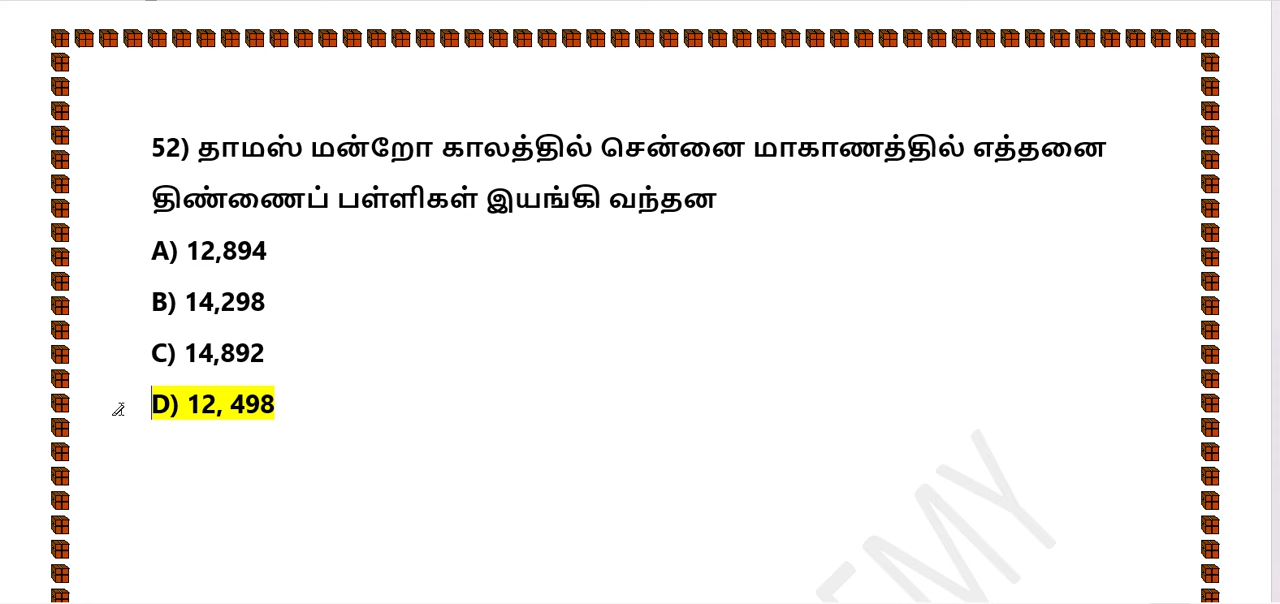 52) தாமஸ் மன்றோ காலத்தில் சென்னை மாகாணத்தில் எத்தனை
திண்ணைப் பள்ளிகள் இயங்கி வந்தன
A) 12,894
B) 14,298
C) 14,892
D) 12, 498